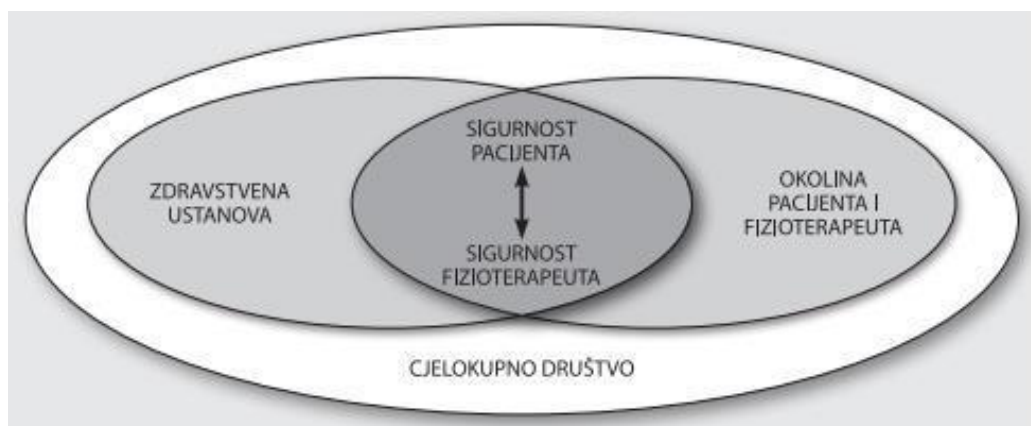 SIGURNOST
PACIJENTA
ZDRAVSTVENA
USTANOVA
OKOLINA
PACIJENTA I
FIZIOTERAPEUTA
SIGURNOST
FIZIOTERAPEUTA
CJELOKUPNO DRUŠTVO